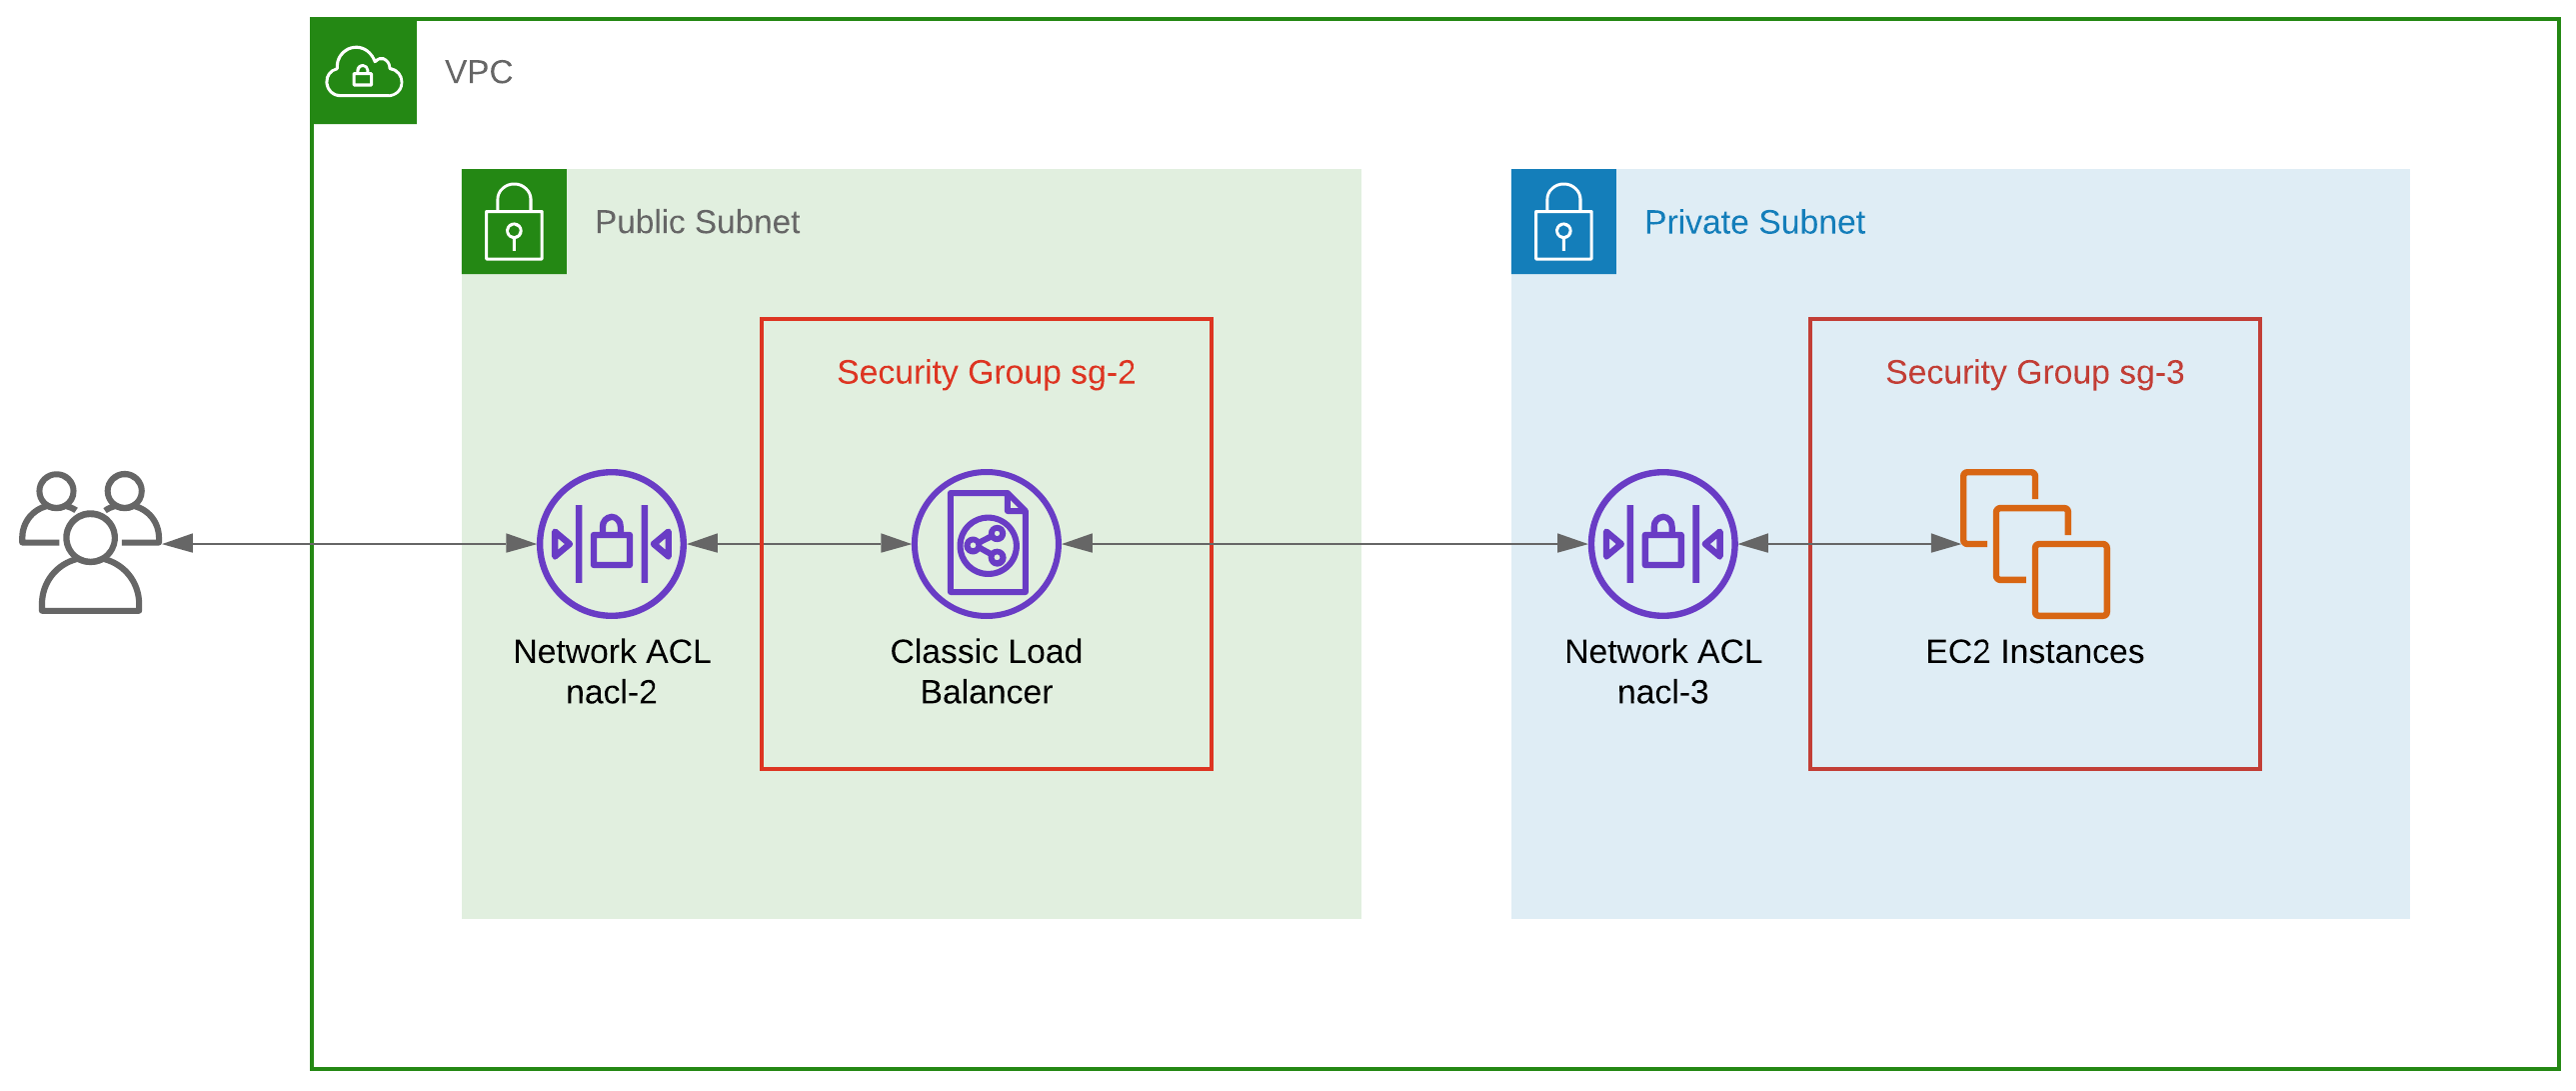 VPC
Public Subnet
Private Subnet
Security Group sg-2
Security Group sg-3
Network ACL
nacl-2
Classic Load
Balancer
Network ACL
nacl-3
EC2 Instances